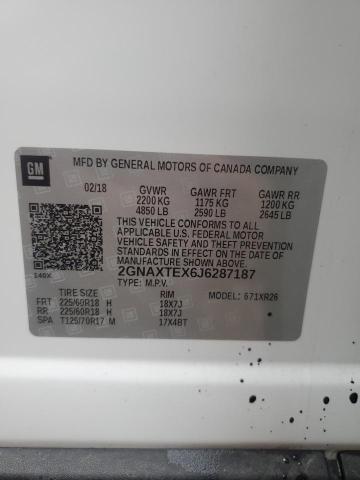 GM
MFD BY GENERAL MOTORS OF CANADA COMPANY
02/18 GVWR GAWR FRT GAWR RR
2200 KG 1175 KG 1200 KG
4850 LB 2590 LB 2645 LB
THIS VEHICLE CONFORMS TO ALL
APPLICABLE U.S. FEDERAL MOTOR
VEHICLE SAFETY, BUMPER, AND THEFT
PREVENTION STANDARDS IN EFFECT ON
THE DATE OF MANUFACTURE SHOWN ABOVE.
2GNAXTEX6J6287187
TYPE: M.P.V. MODEL: 671XR26
TIRE SIZE RIM
FRT 225/60R18 H 18X7J
RR 225/60R18 H 18X7J
SPA T125/70R17 M 17X4BT